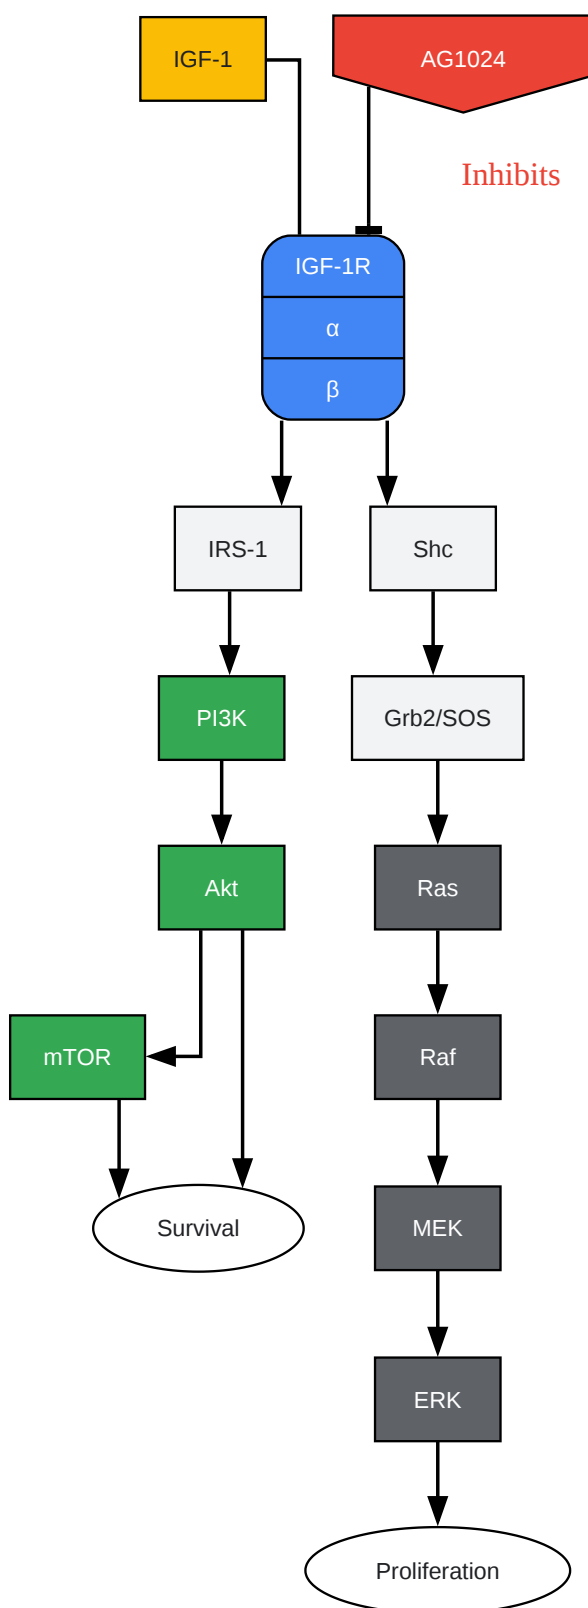 IGF-1
AG1024
Inhibits
IGF-1R
α
β
IRS-1
Shc
PI3K
Grb2/SOS
Akt
Ras
mTOR
Raf
Survival
MEK
ERK
Proliferation